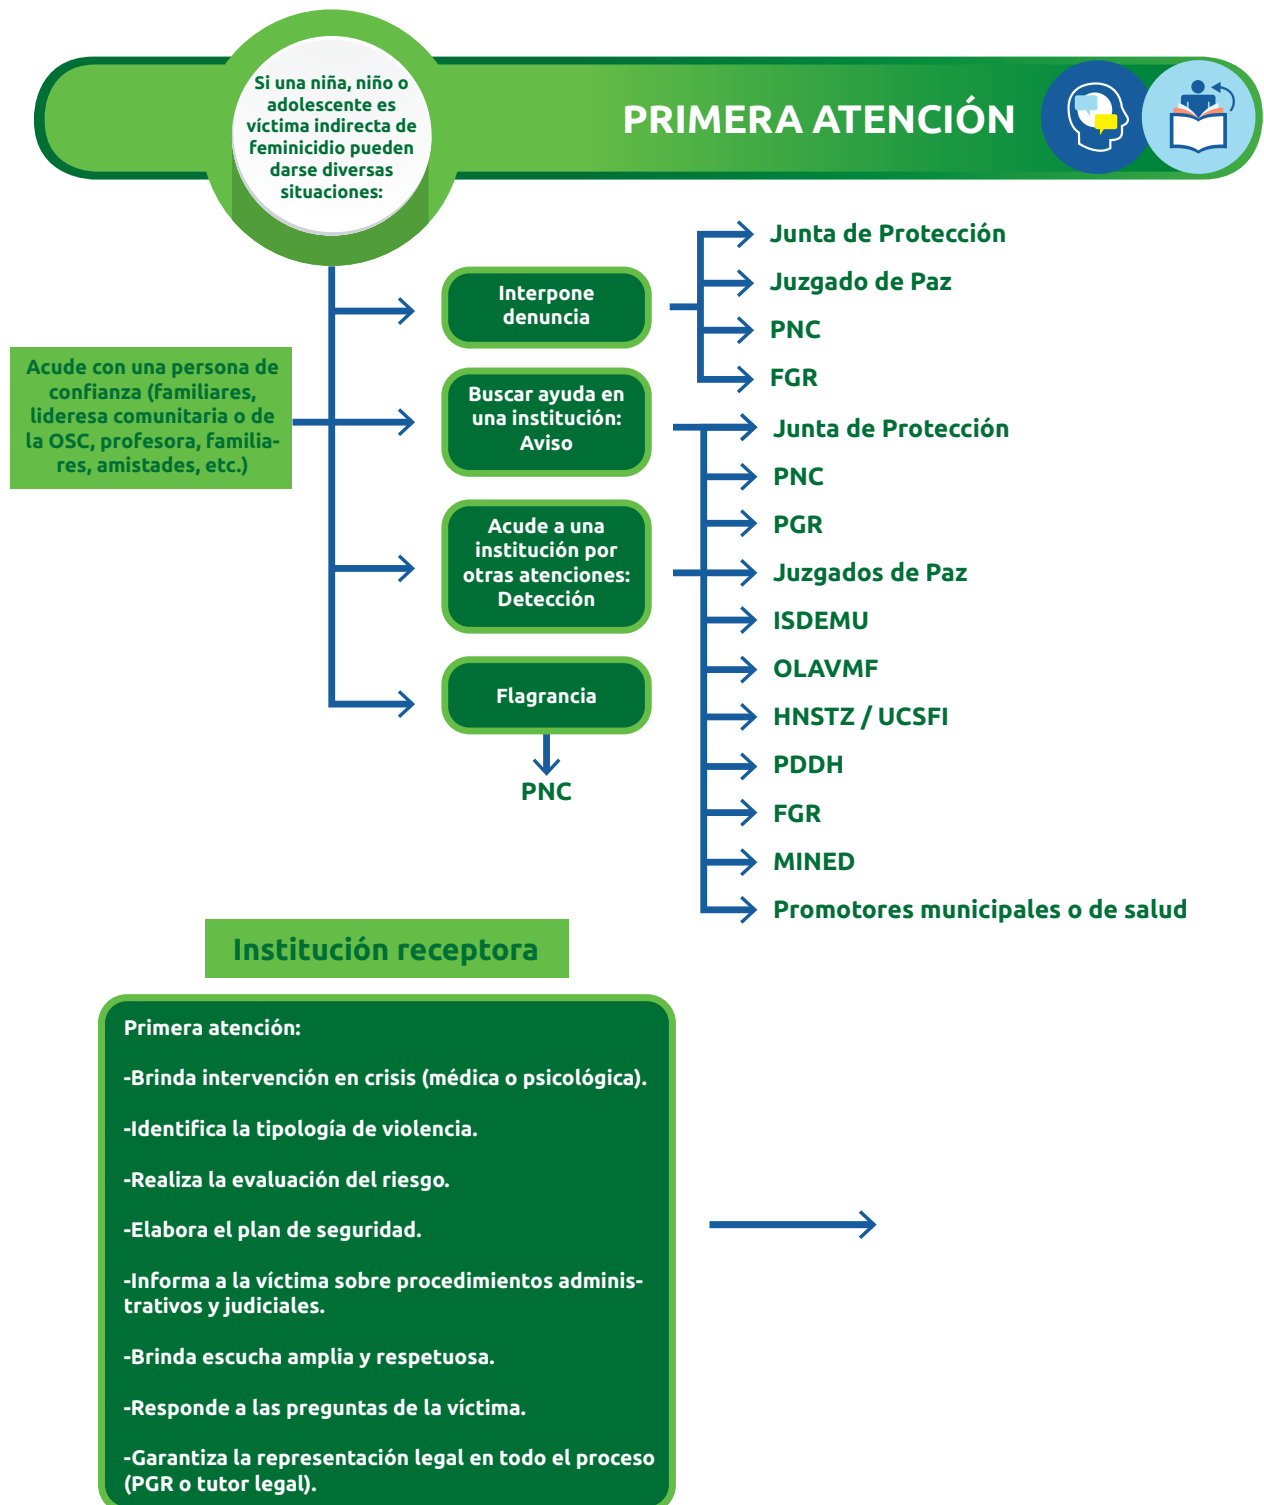 Si una niña, niño o
adolescente es
víctima indirecta de
feminicidio pueden
darse diversas
situaciones:
PRIMERA ATENCIÓN
Acude con una persona de
confianza (familiares,
lideresa comunitaria o de
la OSC, profesora, familia-
res, amistades, etc.)
Interpone
denuncia
Junta de Protección
Juzgado de Paz
PNC
FGR
Buscar ayuda en
una institución:
Aviso
Acude a una
institución por
otras atenciones:
Detección
Junta de Protección
PNC
PGR
Juzgados de Paz
ISDEMU
OLAVMF
HNSTZ / UCSFI
PDDH
FGR
MINED
Promotores municipales o de salud
Flagrancia
PNC
Institución receptora
Primera atención:
-Brinda intervención en crisis (médica o psicológica).
-Identifica la tipología de violencia.
-Realiza la evaluación del riesgo.
-Elabora el plan de seguridad.
-Informa a la víctima sobre procedimientos adminis-
trativos y judiciales.
-Brinda escucha amplia y respetuosa.
-Responde a las preguntas de la víctima.
-Garantiza la representación legal en todo el proceso
(PGR o tutor legal).